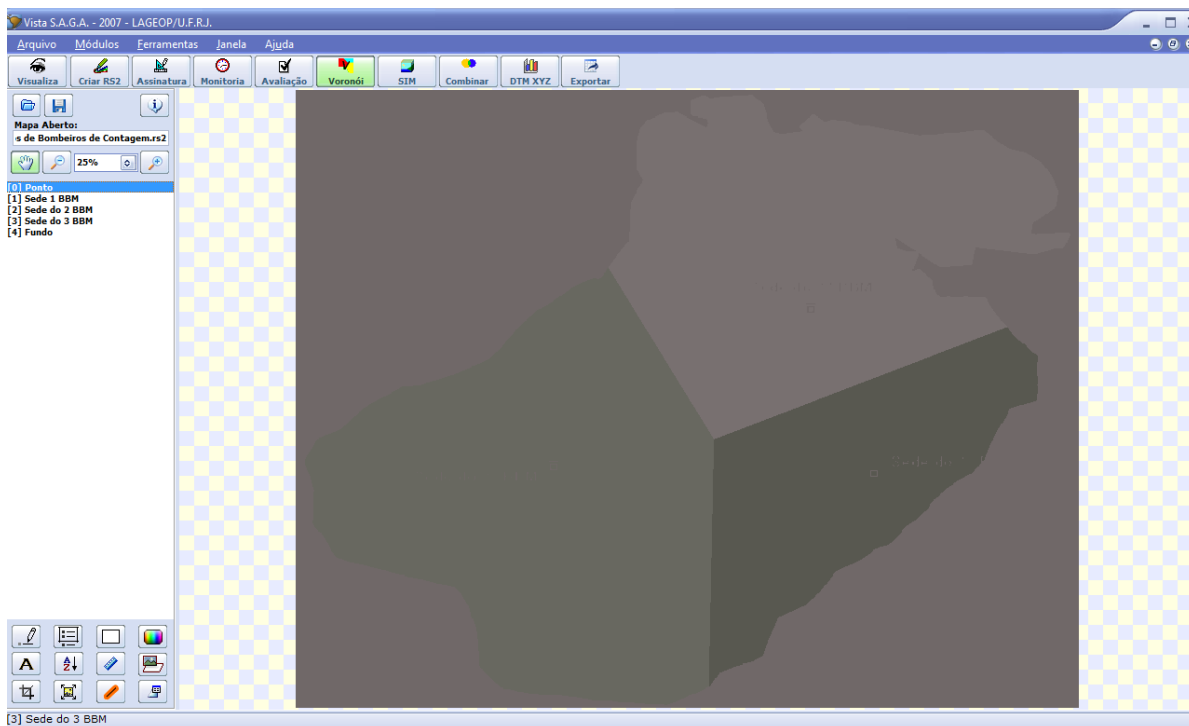 Vista S.A.G.A. - 2007 - LAGEOP/U.F.R.J.
Arquivo Módulos Ferramentas Janela Ajuda
Visualiza Criar RS2 Assinatura Monitoria Avaliação Voronói SIM Combinar DTM XYZ Exportar
Mapa Aberto:
s de Bombeiros de Contagem.rs2
25%
[0] Ponto
[1] Sede 1 BBM
[2] Sede do 2 BBM
[3] Sede do 3 BBM
[4] Fundo
[3] Sede do 3 BBM